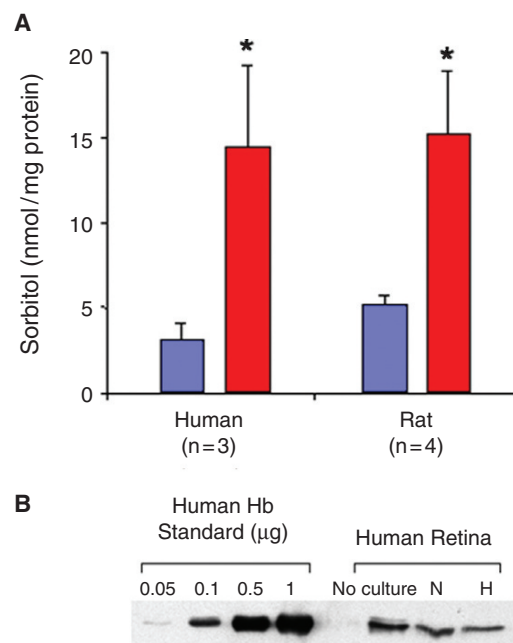 A
Sorbitol (nmol/mg protein)
20
15
10
5
0
*
*
Human
(n=3)
Rat
(n=4)
B
Human Hb
Standard (μg)
Human Retina
0.05 0.1 0.5 1 No culture N H